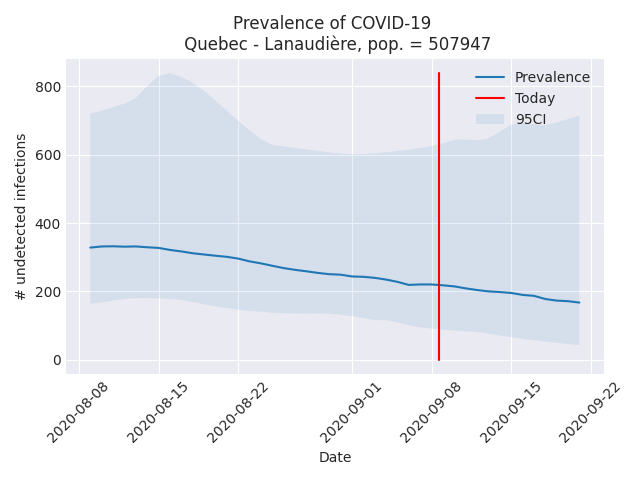 Prevalence of COVID-19
Quebec - Lanaudière, pop. = 507947
Prevalence
Today
95CI
# undetected infections
800
600
400
200
0
2020-08-08
2020-08-15
2020-08-22
2020-09-01
2020-09-08
2020-09-15
2020-09-22
Date